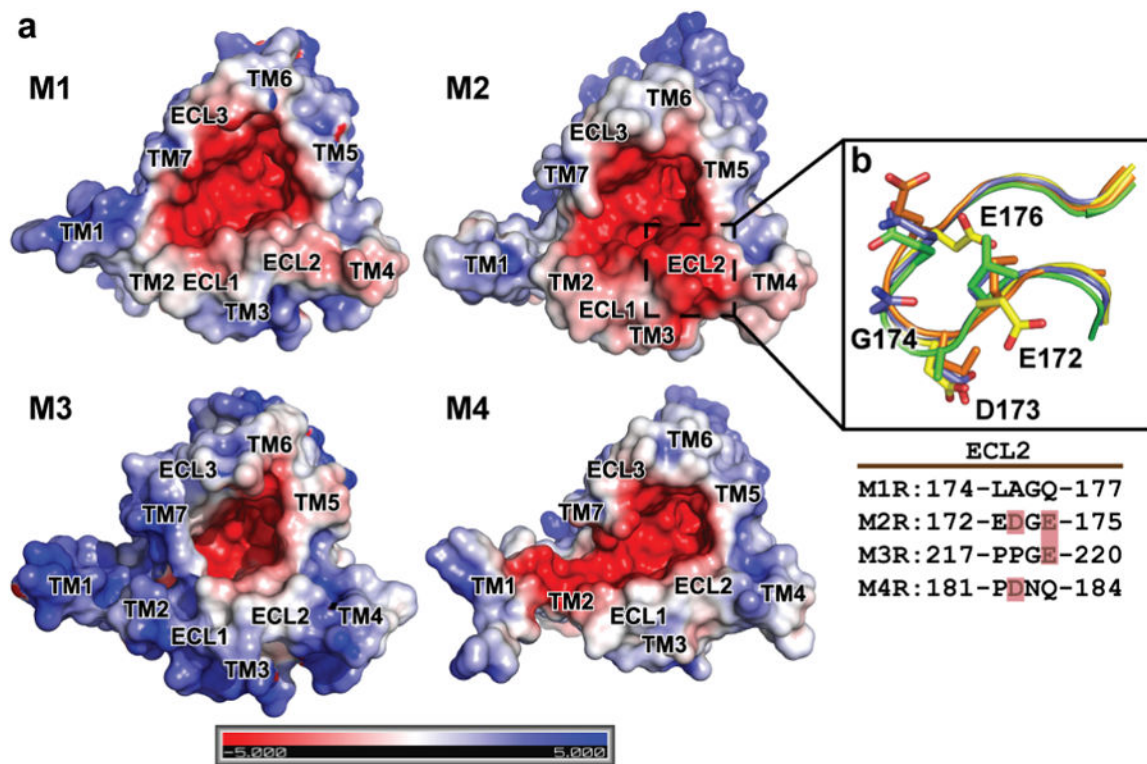 a
M1
TM6
ECL3
TM7
TM5
TM1
TM2
ECL1
ECL2
TM4
TM3
M2
TM6
ECL3
TM7
TM5
TM1
TM2
ECL2
TM4
ECL1
TM3
b
E176
G174
E172
D173
M3
TM6
ECL3
TM7
TM5
TM1
TM2
ECL1
ECL2
TM4
TM3
M4
TM6
ECL3
TM7
TM5
TM1
TM2
ECL2
ECL1
TM4
TM3
ECL2
M1R:174-LAGQ-177
M2R:172-EDGE-175
M3R:217-PPGE-220
M4R:181-PDNQ-184
-5.000 5.000